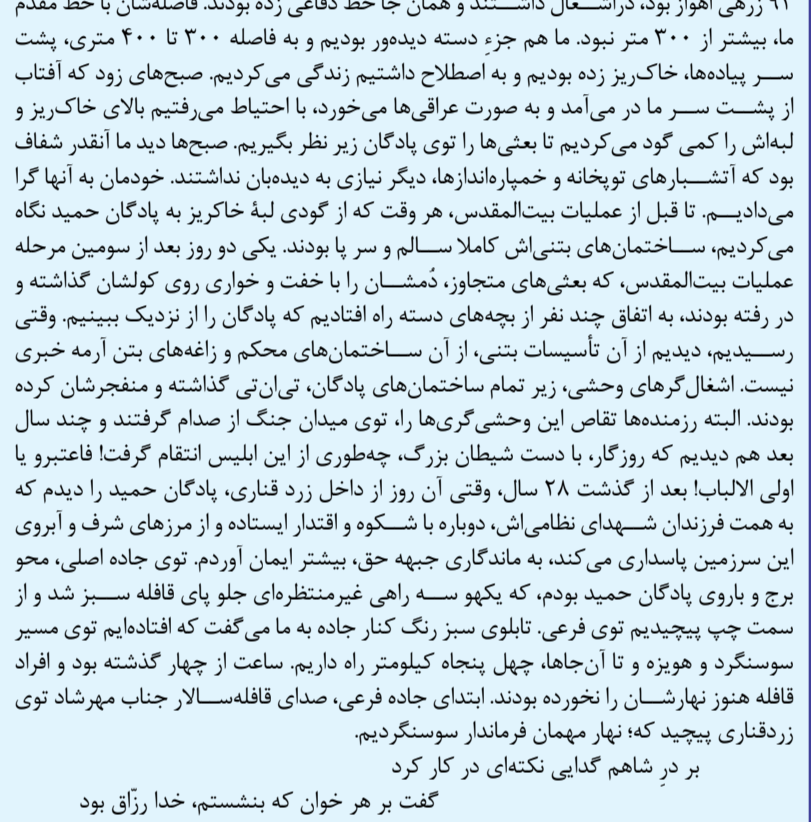 ۹۲ زرهی اهواز بود، دراشغال داشتند و همان جا خط دفاعی زده بودند. فاصله‌شان با خط مقدم
ما، بیشتر از ۳۰۰ متر نبود. ما هم جزءِ دسته دیده‌ور بودیم و به فاصله ۳۰۰ تا ۴۰۰ متری، پشت
سر پیاده‌ها، خاک‌ریز زده بودیم و به اصطلاح داشتیم زندگی می‌کردیم. صبح‌های زود که آفتاب
از پشت سر ما در می‌آمد و به صورت عراقی‌ها می‌خورد، با احتیاط می‌رفتیم بالای خاک‌ریز و
لبه‌اش را کمی گود می‌کردیم تا بعثی‌ها را توی پادگان زیر نظر بگیریم. صبح‌ها دید ما آنقدر شفاف
بود که آتشبارهای توپخانه و خمپاره‌اندازها، دیگر نیازی به دیده‌بان نداشتند. خودمان به آنها گرا
می‌دادیم. تا قبل از عملیات بیت‌المقدس، هر وقت که از گودی لبهٔ خاکریز به پادگان حمید نگاه
می‌کردیم، ساختمان‌های بتنی‌اش کاملا سالم و سر پا بودند. یکی دو روز بعد از سومین مرحله
عملیات بیت‌المقدس، که بعثی‌های متجاوز، دُمشان را با خفت و خواری روی کولشان گذاشته و
در رفته بودند، به اتفاق چند نفر از بچه‌های دسته راه افتادیم که پادگان را از نزدیک ببینیم. وقتی
رسیدیم، دیدیم از آن تأسیسات بتنی، از آن ساختمان‌های محکم و زاغه‌های بتن آرمه خبری
نیست. اشغال‌گرهای وحشی، زیر تمام ساختمان‌های پادگان، تی‌ان‌تی گذاشته و منفجرشان کرده
بودند. البته رزمنده‌ها تقاص این وحشی‌گری‌ها را، توی میدان جنگ از صدام گرفتند و چند سال
بعد هم دیدیم که روزگار، با دست شیطان بزرگ، چه‌طوری از این ابلیس انتقام گرفت! فاعتبرو یا
اولی الالباب! بعد از گذشت ۲۸ سال، وقتی آن روز از داخل زرد قناری، پادگان حمید را دیدم که
به همت فرزندان شهدای نظامی‌اش، دوباره با شکوه و اقتدار ایستاده و از مرزهای شرف و آبروی
این سرزمین پاسداری می‌کند، به ماندگاری جبهه حق، بیشتر ایمان آوردم. توی جاده اصلی، محو
برج و باروی پادگان حمید بودم، که یکهو سه راهی غیرمنتظره‌ای جلو پای قافله سبز شد و از
سمت چپ پیچیدیم توی فرعی. تابلوی سبز رنگ کنار جاده به ما می‌گفت که افتاده‌ایم توی مسیر
سوسنگرد و هویزه و تا آن‌جاها، چهل پنجاه کیلومتر راه داریم. ساعت از چهار گذشته بود و افراد
قافله هنوز نهارشان را نخورده بودند. ابتدای جاده فرعی، صدای قافله‌سالار جناب مهرشاد توی
زردقناری پیچید که؛ نهار مهمان فرماندار سوسنگردیم.
بر درِ شاهم گدایی نکته‌ای در کار کرد
گفت بر هر خوان که بنشستم، خدا رزّاق بود